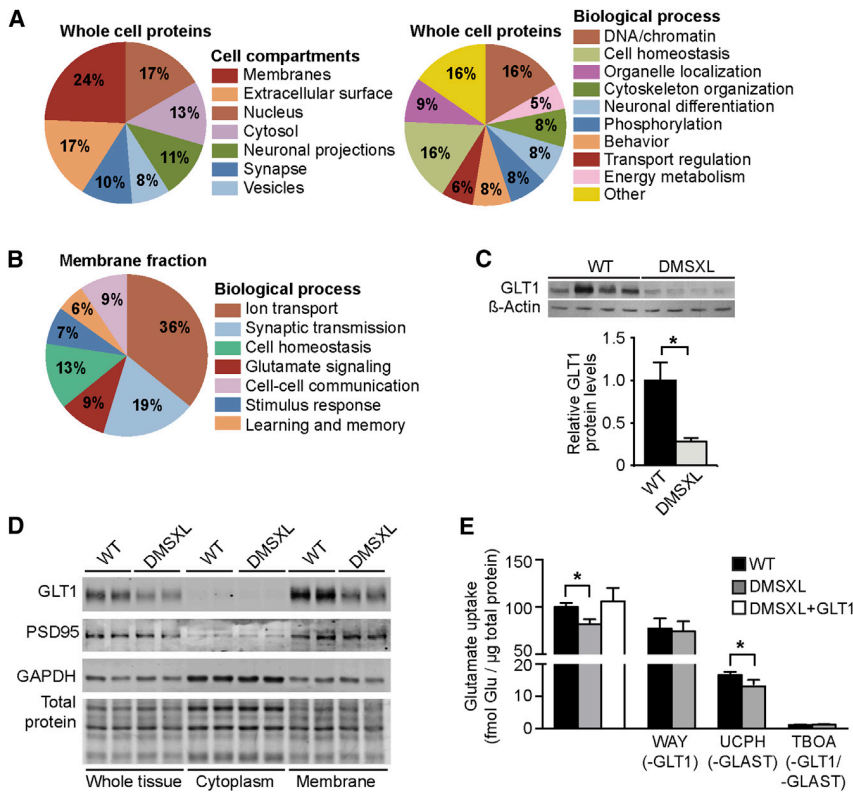 A
Whole cell proteins
24%
17%
13%
11%
8%
10%
17%
Cell compartments
Membranes
Extracellular surface
Nucleus
Cytosol
Neuronal projections
Synapse
Vesicles
Whole cell proteins
16%
16%
5%
8%
8%
8%
8%
6%
16%
9%
Biological process
DNA/chromatin
Cell homeostasis
Organelle localization
Cytoskeleton organization
Neuronal differentiation
Phosphorylation
Behavior
Transport regulation
Energy metabolism
Other
B
Membrane fraction
9%
36%
6%
7%
13%
9%
19%
Biological process
Ion transport
Synaptic transmission
Cell homeostasis
Glutamate signaling
Cell-cell communication
Stimulus response
Learning and memory
C
WT DMSXL
GLT1
ß-Actin
Relative GLT1
protein levels
1.5
1.0
0.5
0
*
WT
DMSXL
D
WT DMSXL WT DMSXL WT DMSXL
GLT1
PSD95
GAPDH
Total
protein
Whole tissue Cytoplasm Membrane
E
Glutamate uptake
(fmol Glu / µg total protein)
150
100
50
20
10
0
*
*
WT
DMSXL
DMSXL+GLT1
WAY
(-GLT1)
UCPH
(-GLAST)
TBOA
(-GLT1/
-GLAST)